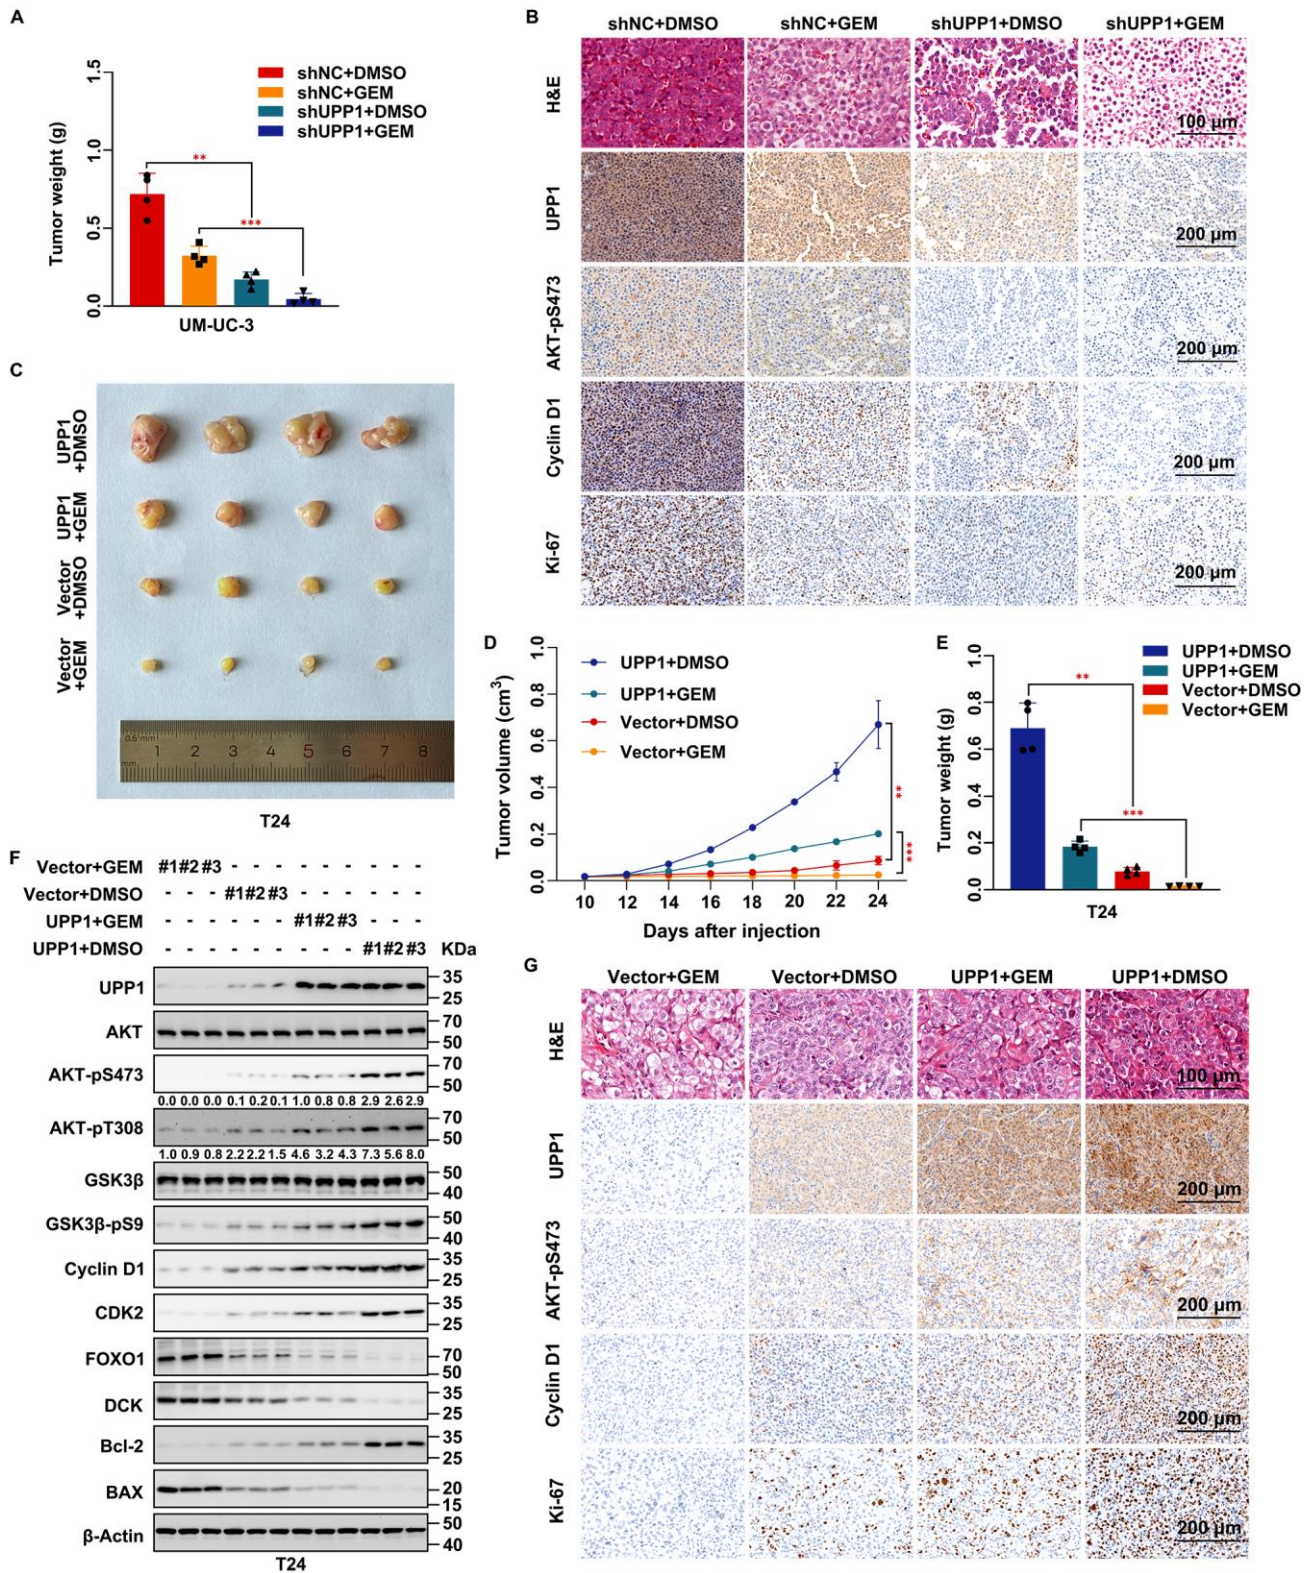 A
shNC+DMSO
shNC+GEM
shUPP1+DMSO
shUPP1+GEM
Tumor weight (g)
1.5
1.0
0.5
0.0
**
***
UM-UC-3
B
shNC+DMSO shNC+GEM shUPP1+DMSO shUPP1+GEM
H&E
100 µm
UPP1
200 µm
AKT-pS473
200 µm
Cyclin D1
200 µm
Ki-67
200 µm
C
UPP1
+DMSO
UPP1
+GEM
Vector
+DMSO
Vector
+GEM
0.5 mm
1 2 3 4 5 6 7 8
mm
T24
D
Tumor volume (cm3)
1.0
0.8
0.6
0.4
0.2
0.0
UPP1+DMSO
UPP1+GEM
Vector+DMSO
Vector+GEM
**
***
10 12 14 16 18 20 22 24
Days after injection
E
UPP1+DMSO
UPP1+GEM
Vector+DMSO
Vector+GEM
Tumor weight (g)
1.0
0.8
0.6
0.4
0.2
0.0
**
***
T24
F
Vector+GEM #1 #2 #3 - - - - - - - - -
Vector+DMSO - - - #1 #2 #3 - - - - - -
UPP1+GEM - - - - - - #1 #2 #3 - - -
UPP1+DMSO - - - - - - - - - #1 #2 #3 KDa
UPP1 35
25
AKT 70
50
AKT-pS473 70
50
0.0 0.0 0.0 0.1 0.2 0.1 1.0 0.8 0.8 2.9 2.6 2.9
AKT-pT308 70
50
1.0 0.9 0.8 2.2 2.2 1.5 4.6 3.2 4.3 7.3 5.6 8.0
GSK3β 50
40
GSK3β-pS9 50
40
Cyclin D1 35
25
CDK2 35
25
FOXO1 70
50
DCK 35
25
Bcl-2 35
25
BAX 20
15
β-Actin 50
40
T24
G
Vector+GEM Vector+DMSO UPP1+GEM UPP1+DMSO
H&E
100 µm
UPP1
200 µm
AKT-pS473
200 µm
Cyclin D1
200 µm
Ki-67
200 µm